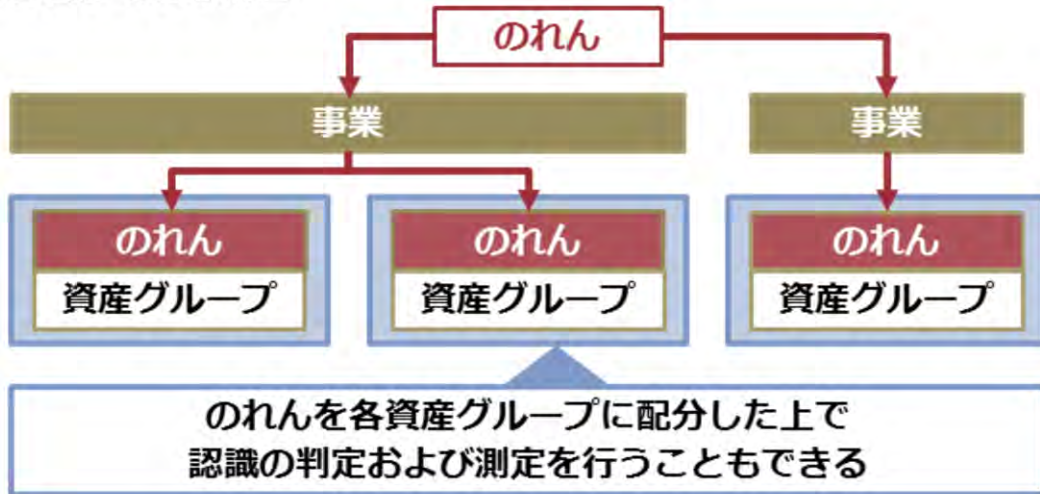 のれん
事業
事業
のれん
のれん
のれん
資産グループ
資産グループ
資産グループ
のれんを各資産グループに配分した上で
認識の判定および測定を行うこともできる